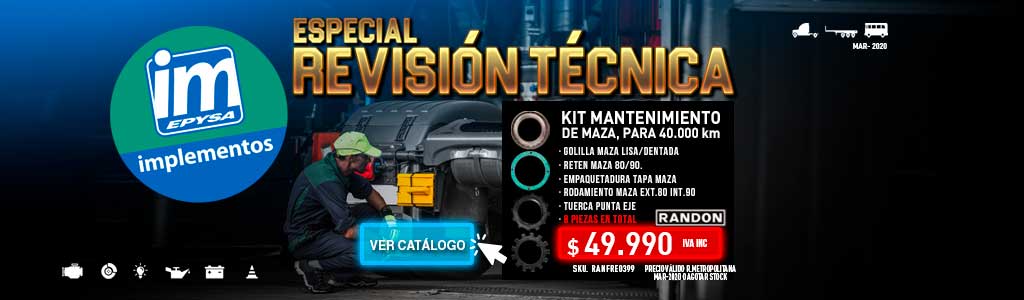 ESPECIAL
REVISIÓN TÉCNICA
MAR- 2020
im
EPYSA
implementos
KIT MANTENIMIENTO
DE MAZA, PARA 40.000 km
· GOLILLA MAZA LISA/DENTADA
· RETEN MAZA 80/90.
· EMPAQUETADURA TAPA MAZA
· RODAMIENTO MAZA EXT.80 INT.90
· TUERCA PUNTA EJE
· 8 PIEZAS EN TOTAL
RANDON
VER CATÁLOGO
$ 49.990 IVA INC
SKU. RANFRE0399 PRECIO VÁLIDO R.METROPOLITANA
MAR-2020 O AGOTAR STOCK